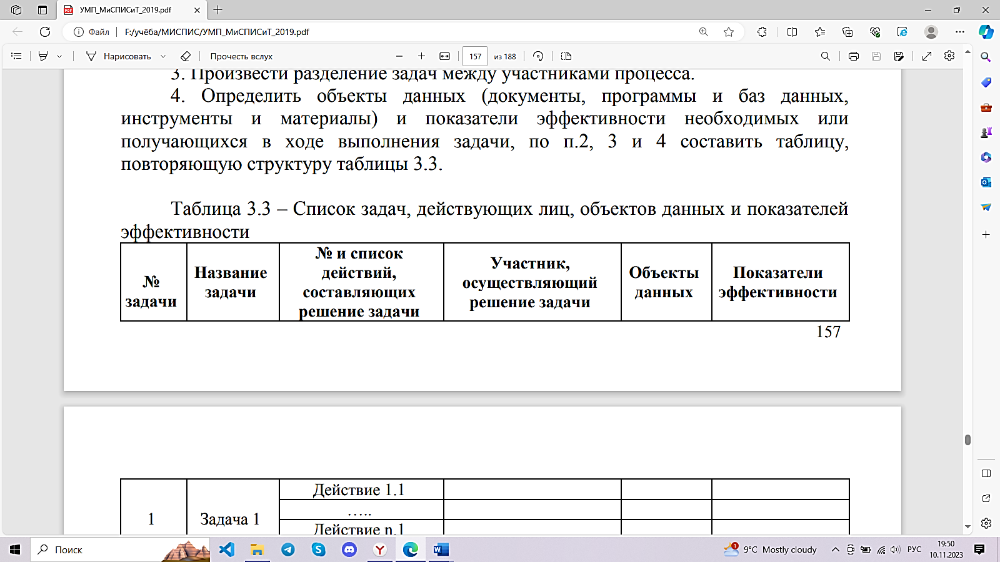 УМП_МиСПИСиТ_2019.pdf
Файл
F:/учёба/МИСПИС/УМП_МиСПИСиТ_2019.pdf
Нарисовать
Прочесть вслух
157
из 188
3. Произвести разделение задач между участниками процесса.
4. Определить объекты данных (документы, программы и баз данных,
инструменты и материалы) и показатели эффективности необходимых или
получающихся в ходе выполнения задачи, по п.2, 3 и 4 составить таблицу,
повторяющую структуру таблицы 3.3.
Таблица 3.3 – Список задач, действующих лиц, объектов данных и показателей
эффективности
№
задачи
Название
задачи
№ и список
действий,
составляющих
решение задачи
Участник,
осуществляющий
решение задачи
Объекты
данных
Показатели
эффективности
157
1
Задача 1
Действие 1.1
…..
Действие n.1
Поиск
1
9°C Mostly cloudy
РУС
19:50
10.11.2023